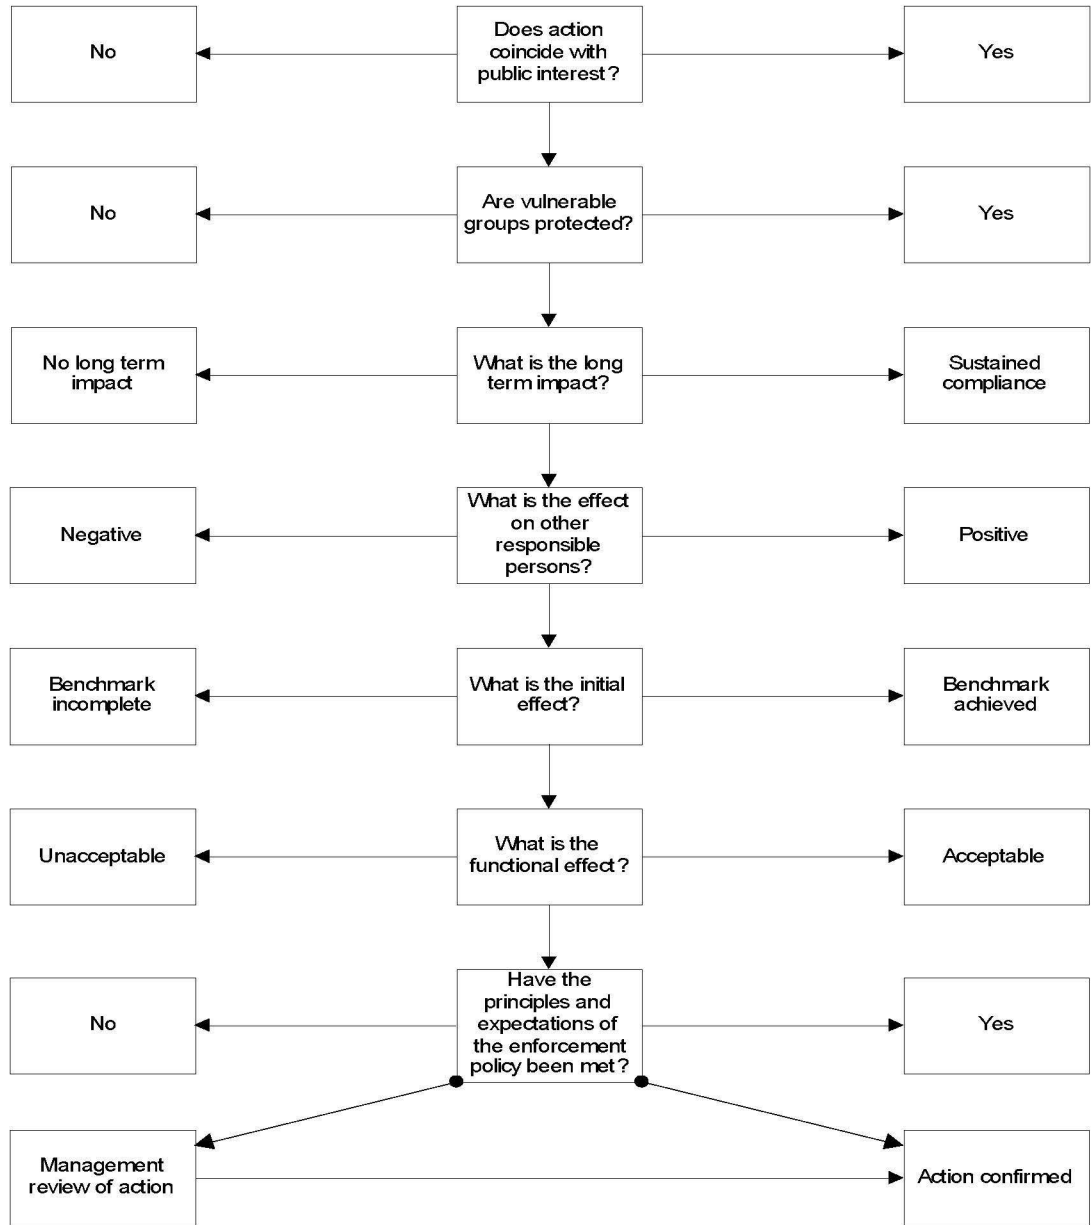 No
Does action
coincide with
public interest?
Yes
No
Are vulnerable
groups protected?
Yes
No long term
impact
What is the long
term impact?
Sustained
compliance
Negative
What is the effect
on other
responsible
persons?
Positive
Benchmark
incomplete
What is the initial
effect?
Benchmark
achieved
Unacceptable
What is the
functional effect?
Acceptable
No
Have the
principles and
expectations of
the enforcement
policy been met?
Yes
Management
review of action
Action confirmed